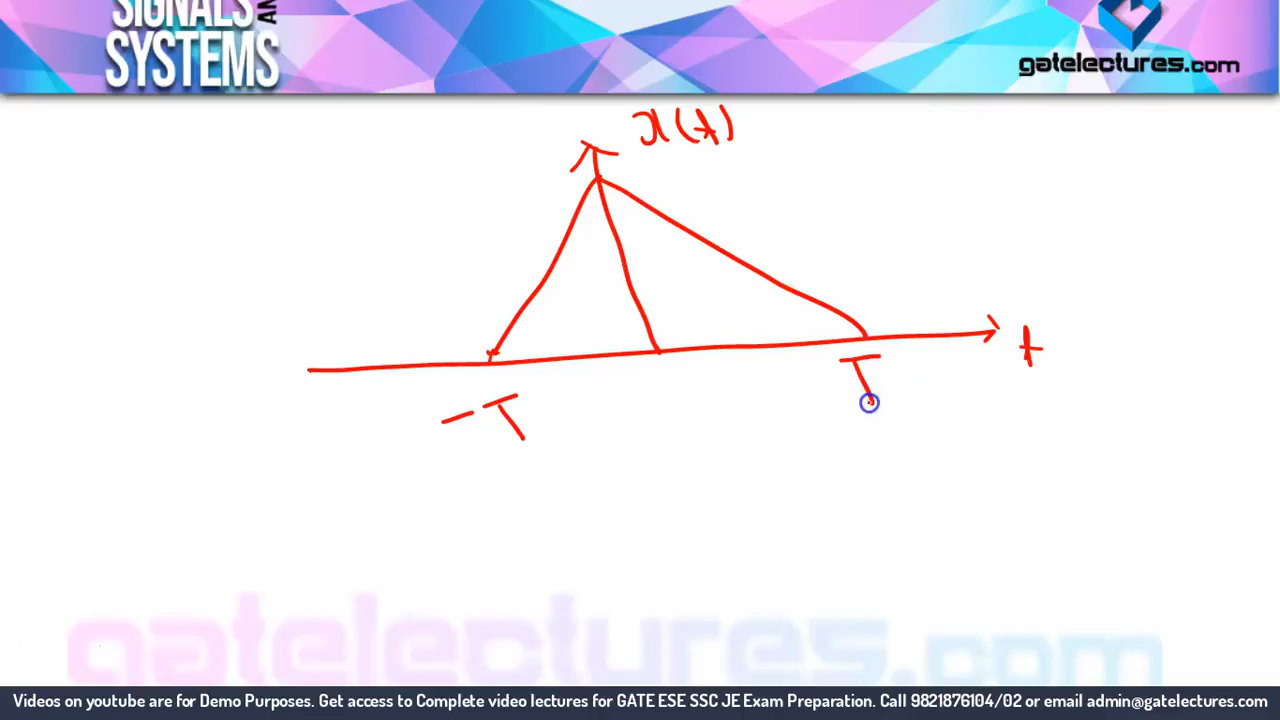 SIGNALS AND
SYSTEMS
gatelectures.com
x(t)
t
-T
T
gatelectures.com
Videos on youtube are for Demo Purposes. Get access to Complete video lectures for GATE ESE SSC JE Exam Preparation. Call 9821876104/02 or email admin@gatelectures.com